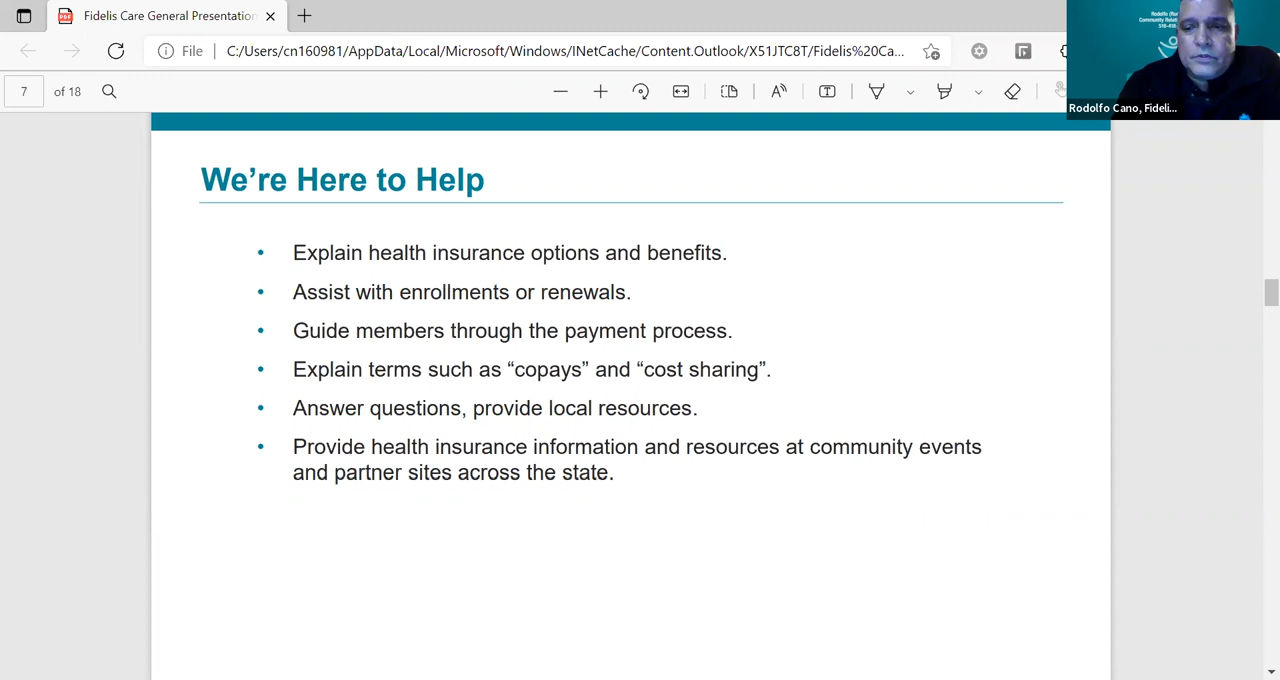 Fidelis Care General Presentation
File
C:/Users/cn160981/AppData/Local/Microsoft/Windows/INetCache/Content.Outlook/X51JTC8T/Fidelis%20Ca...
7 of 18
Rodolfo
Community Relati
Rodolfo Cano, Fideli...
We're Here to Help
• Explain health insurance options and benefits.
• Assist with enrollments or renewals.
• Guide members through the payment process.
• Explain terms such as “copays” and “cost sharing”.
• Answer questions, provide local resources.
• Provide health insurance information and resources at community events
and partner sites across the state.